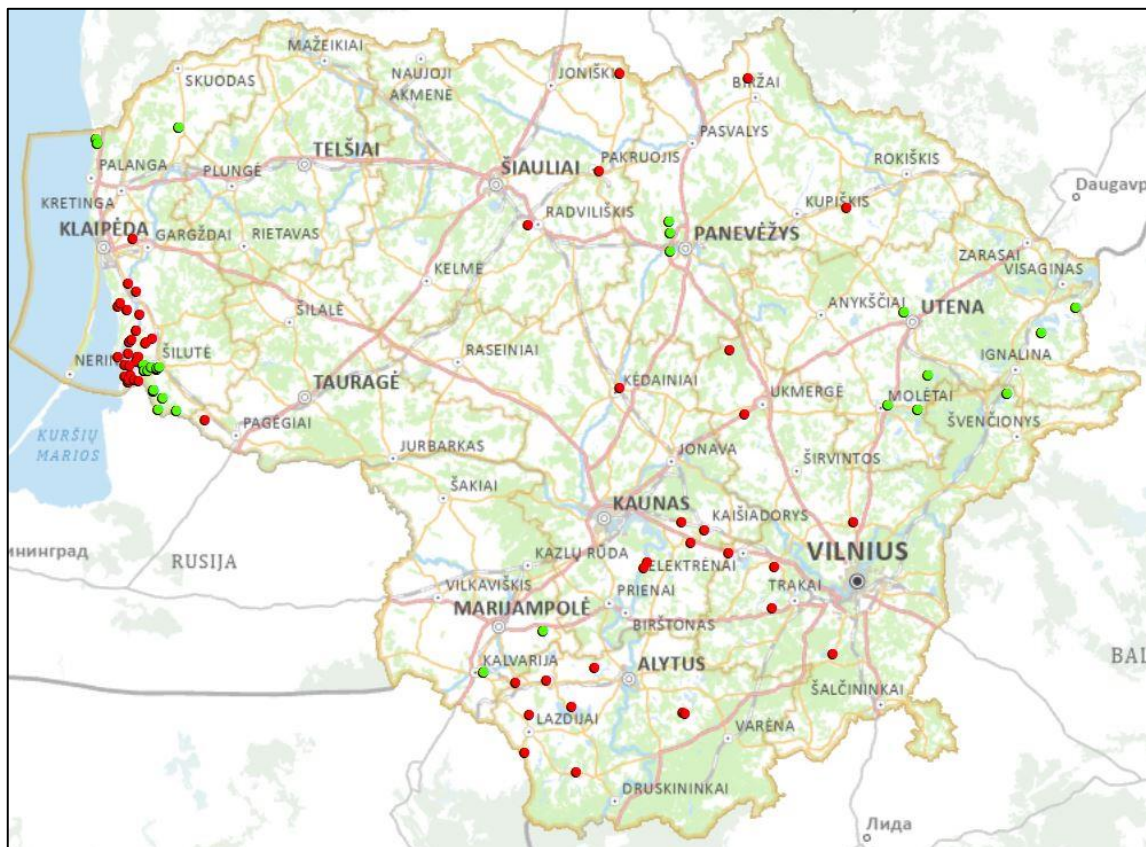 MAŽEIKIAI
SKUODAS
NAUJOJI
AKMENĖ
JONIŠKI
BIRŽAI
PASVALYS
PALANGA
TELŠIAI
PLUNGĖ
ŠIAULIAI
PAKRUOJIS
ROKIŠKIS
Daugavp
KRETINGA
RADVILIŠKIS
KUPIŠKIS
KLAIPĖDA
GARGŽDAI
RIETAVAS
PANEVĖŽYS
ZARASAI
KELMĖ
VISAGINAS
ANYKŠČIAI
ŠILALĖ
UTENA
NERIN
ŠILUTĖ
RASEINIAI
IGNALINA
KĖDAINIAI
TAURAGĖ
UKMERGĖ
MOLĖTAI
KURŠIŲ
MARIOS
PAGĖGIAI
ŠVENČIONYS
JURBARKAS
JONAVA
ŠIRVINTOS
ŠAKIAI
KAUNAS
KAIŠIADORYS
ининград
RUSIJA
KAZLŲ RŪDA
ELEKTRĖNAI
VILNIUS
VILKAVIŠKIS
PRIENAI
TRAKAI
MARIJAMPOLĖ
BIRŠTONAS
KALVARIJA
ALYTUS
BAL
ŠALČININKAI
LAZDIJAI
VARĖNA
DRUSKININKAI
Лида